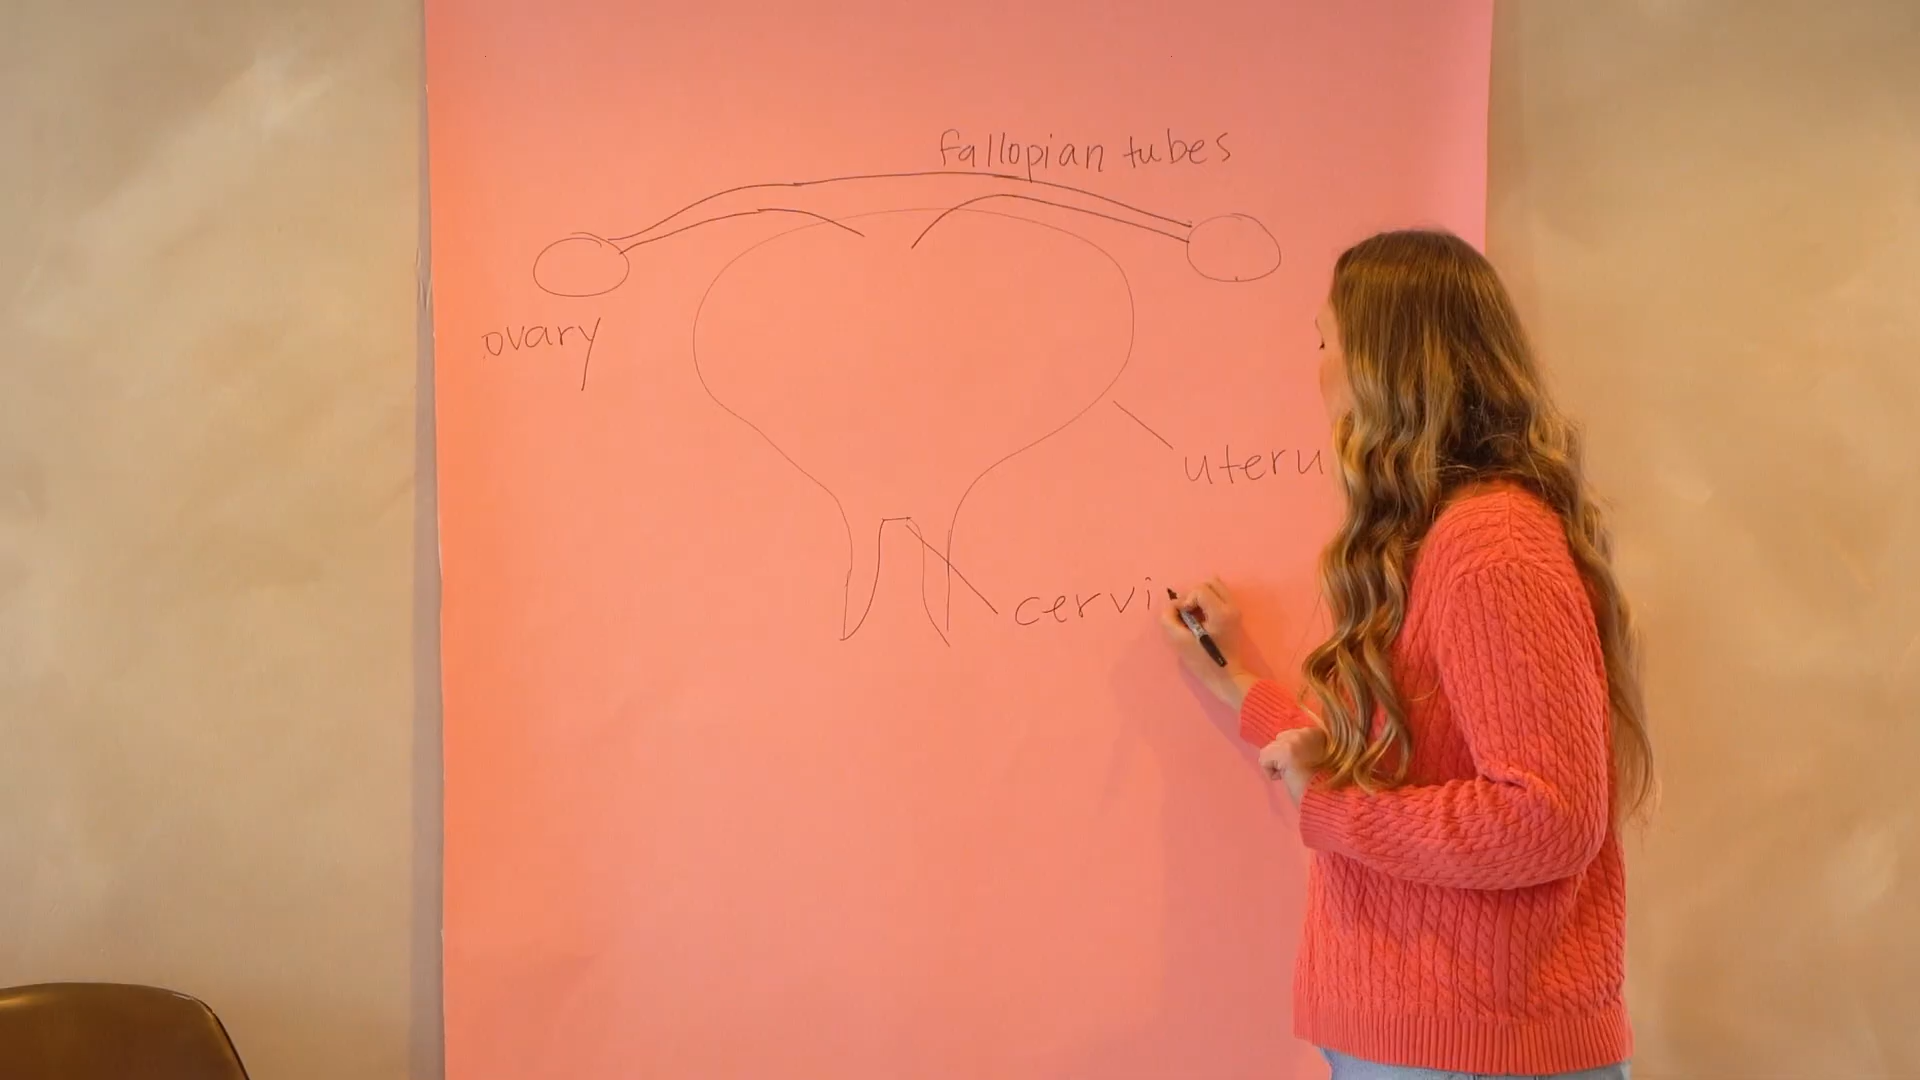 fallopian tubes
ovary
uteru
cervi